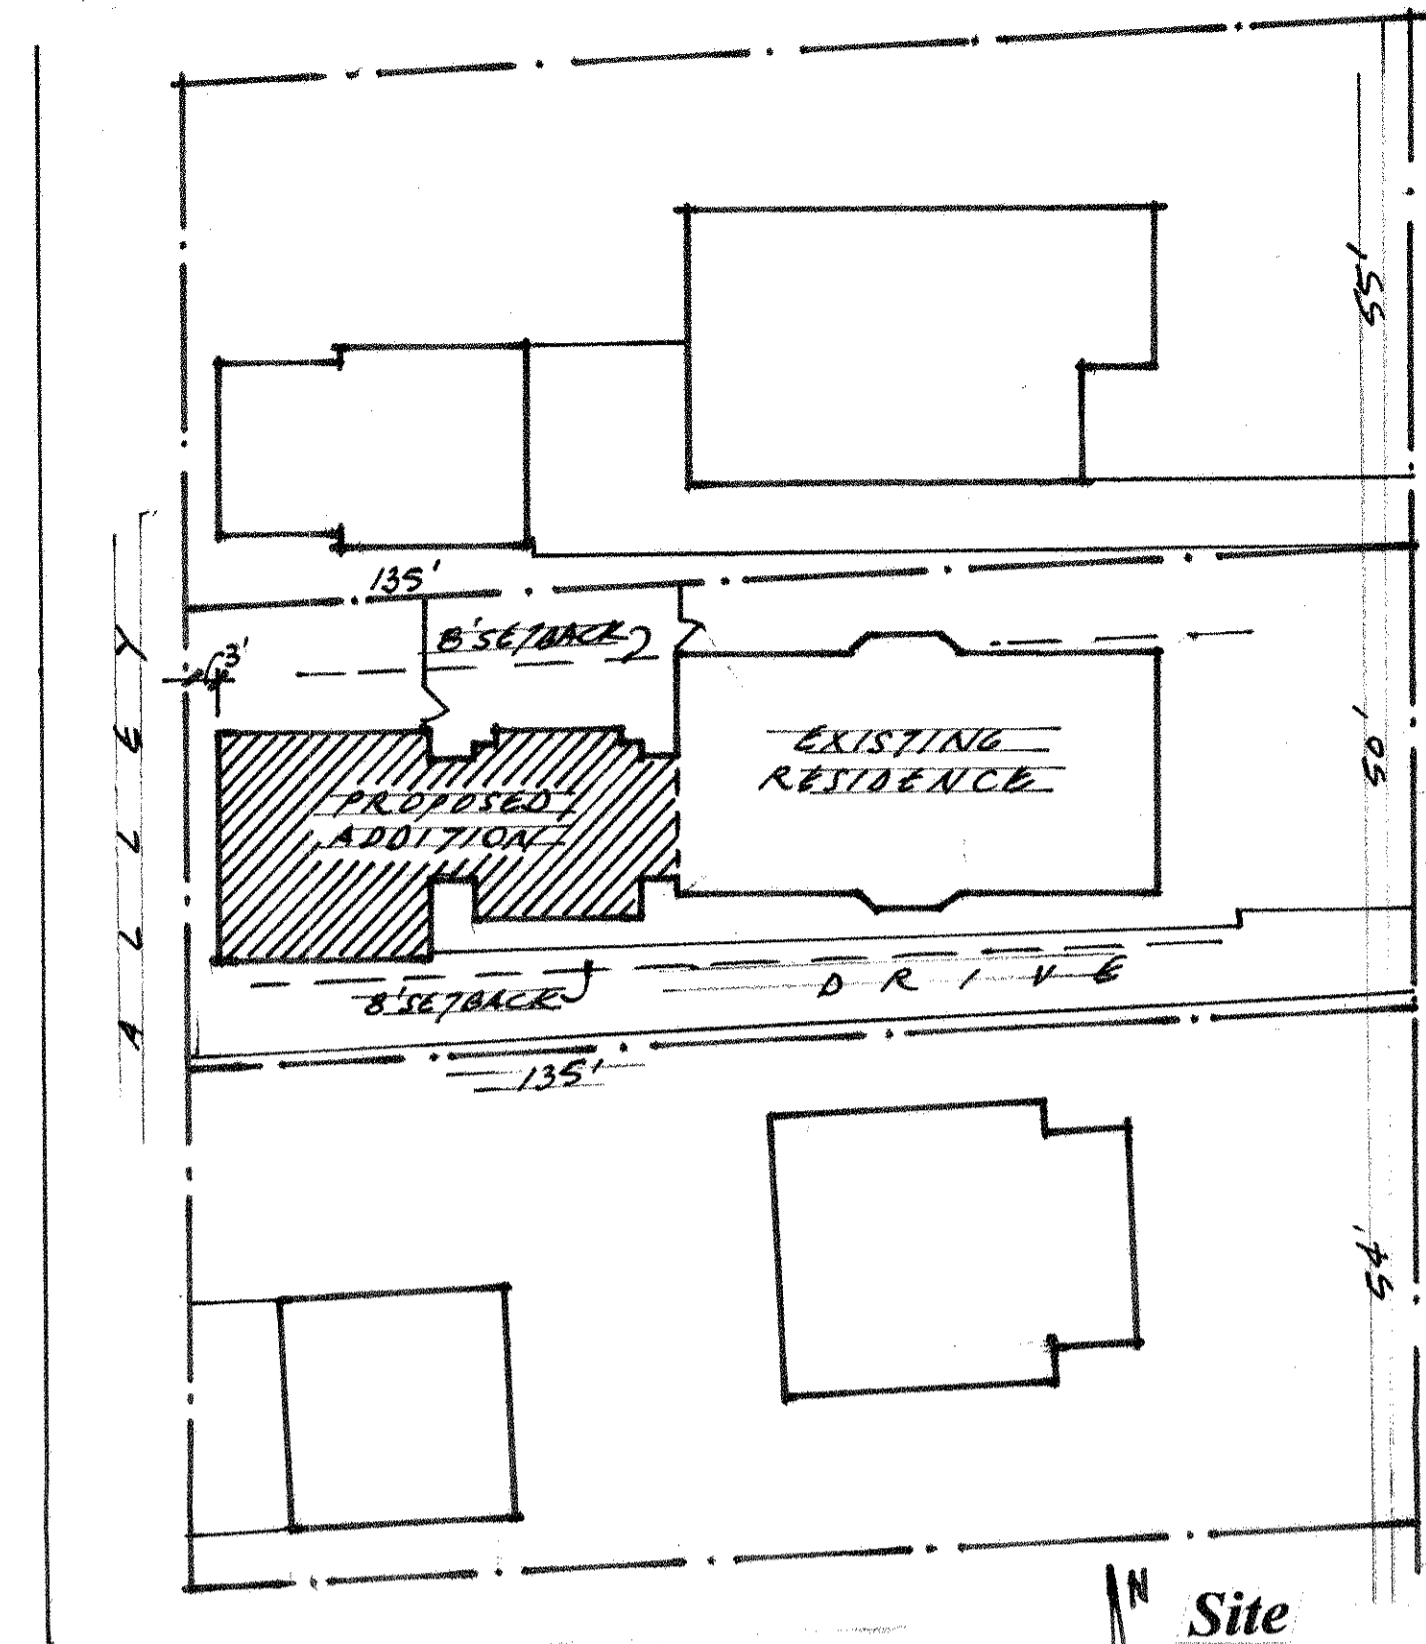 55'
135'
8' SETBACK
3'
ALLEY
EXISTING
RESIDENCE
50'
PROPOSED
ADDITION
DRIVE
8' SETBACK
135'
54'
N
Site